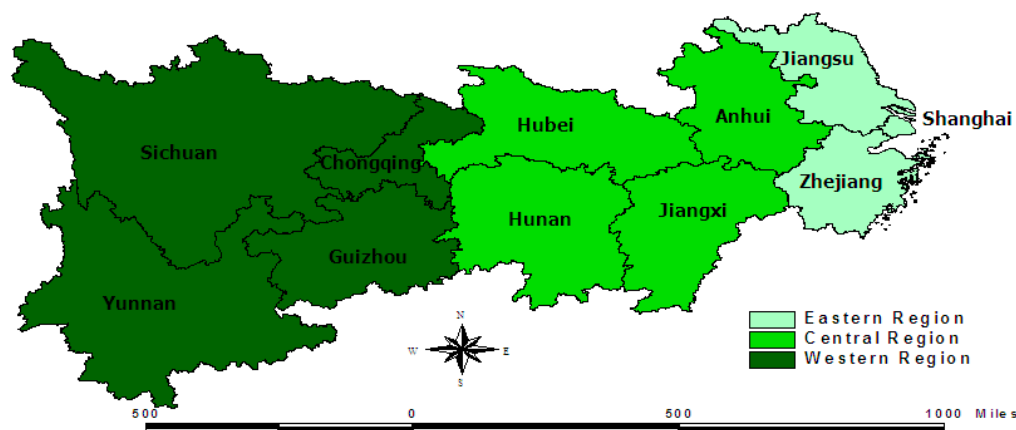 Jiangsu
Shanghai
Anhui
Hubei
Sichuan
Chongqing
Zhejiang
Hunan
Jiangxi
Guizhou
Yunnan
N
W E
S
Eastern Region
Central Region
Western Region
500 0 500 1000 Miles